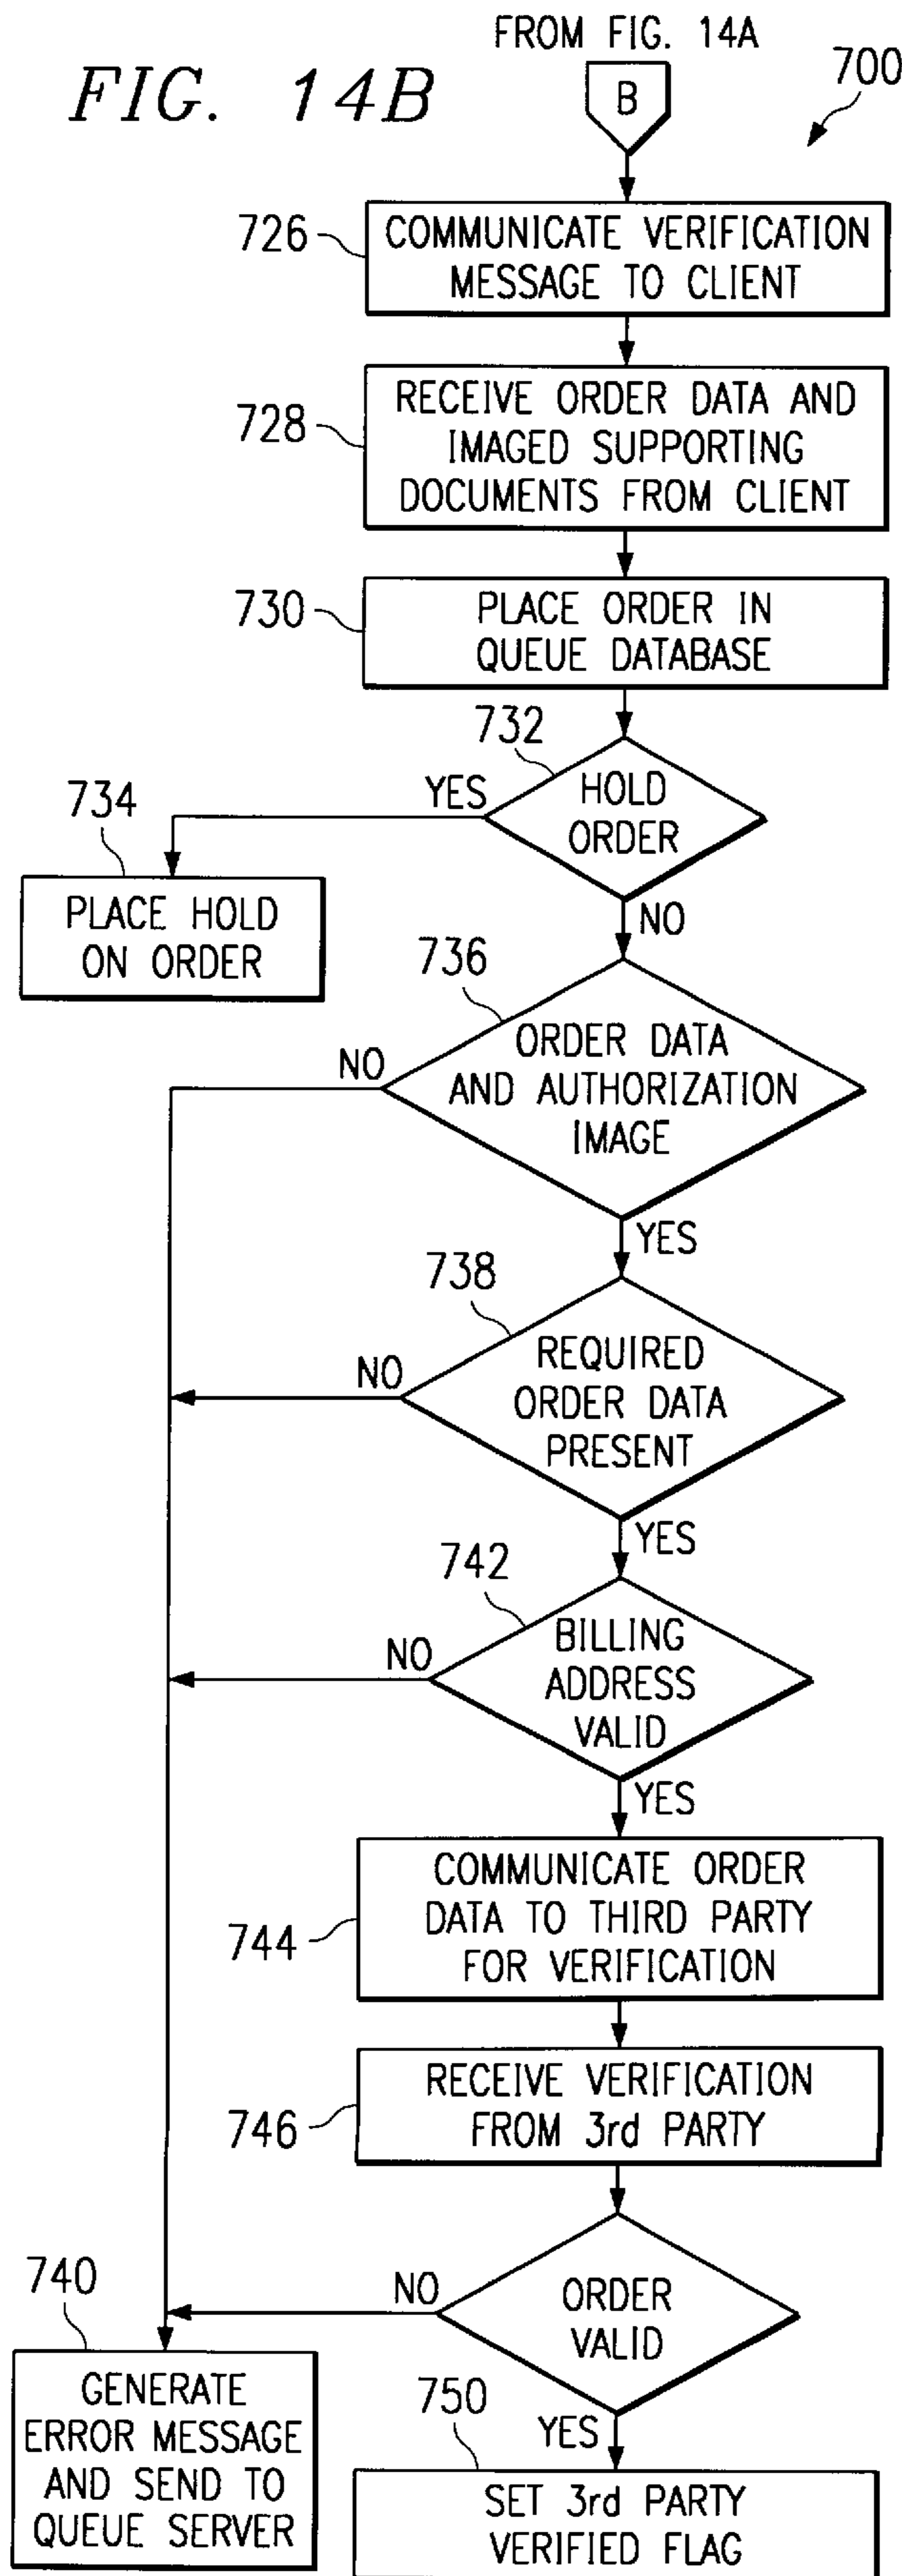 FROM FIG. 14A
FIG. 14B
B
700
726
COMMUNICATE VERIFICATION
MESSAGE TO CLIENT
728
RECEIVE ORDER DATA AND
IMAGED SUPPORTING
DOCUMENTS FROM CLIENT
730
PLACE ORDER IN
QUEUE DATABASE
732
HOLD
ORDER
YES
734
PLACE HOLD
ON ORDER
NO
736
ORDER DATA
AND AUTHORIZATION
IMAGE
NO
YES
738
REQUIRED
ORDER DATA
PRESENT
NO
YES
742
BILLING
ADDRESS
VALID
NO
YES
744
COMMUNICATE ORDER
DATA TO THIRD PARTY
FOR VERIFICATION
746
RECEIVE VERIFICATION
FROM 3rd PARTY
ORDER
VALID
NO
740
GENERATE
ERROR MESSAGE
AND SEND TO
QUEUE SERVER
YES
750
SET 3rd PARTY
VERIFIED FLAG